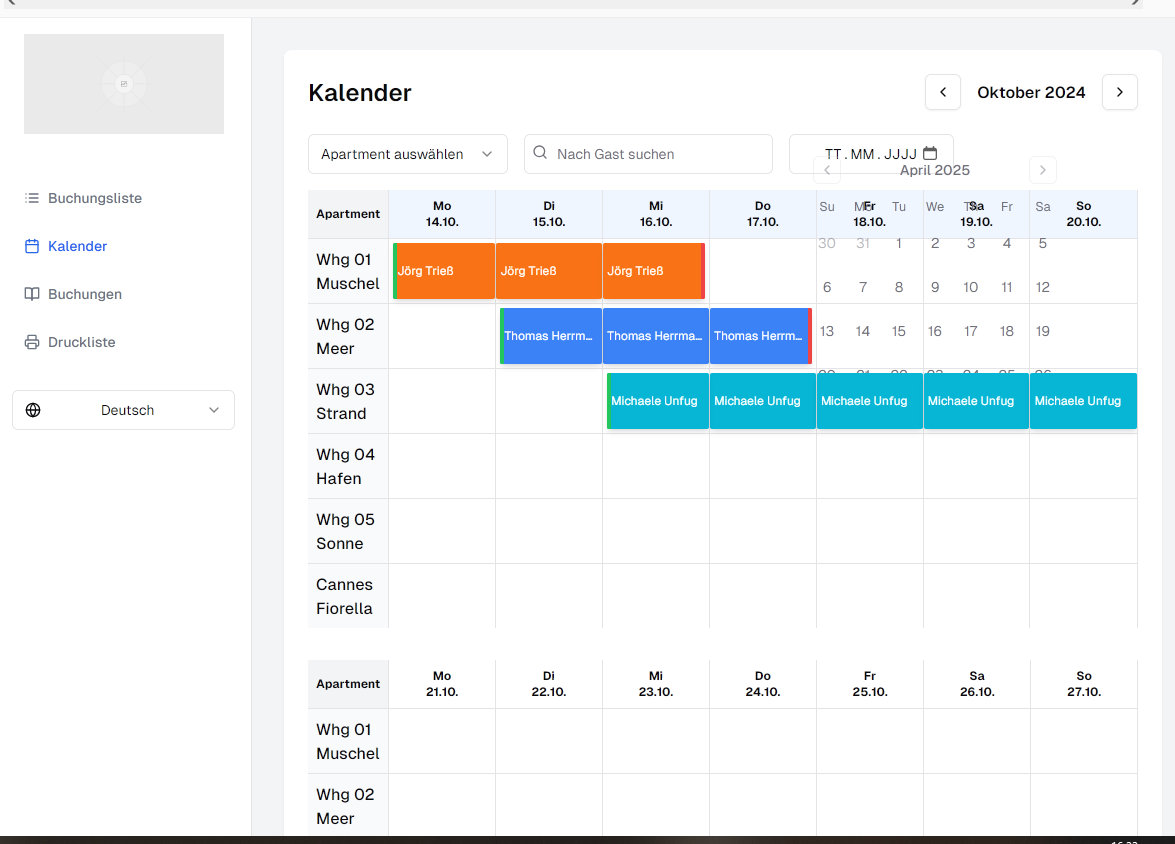 Kalender
Oktober 2024
Apartment auswählen
Nach Gast suchen
TT.MM.JJJJ
April 2025
Buchungsliste
Kalender
Buchungen
Druckliste
Deutsch
Apartment Mo 14.10. Di 15.10. Mi 16.10. Do 17.10. Fr 18.10. Sa 19.10. So 20.10.
Su Mo Tu We Th Fr Sa
30 31 1 2 3 4 5
6 7 8 9 10 11 12
13 14 15 16 17 18 19
Whg 01 Muschel
Jörg Trieß Jörg Trieß Jörg Trieß
Whg 02 Meer
Thomas Herrm... Thomas Herrma... Thomas Herrm...
Whg 03 Strand
Michaele Unfug Michaele Unfug Michaele Unfug Michaele Unfug Michaele Unfug
Whg 04 Hafen
Whg 05 Sonne
Cannes Fiorella
Apartment Mo 21.10. Di 22.10. Mi 23.10. Do 24.10. Fr 25.10. Sa 26.10. So 27.10.
Whg 01 Muschel
Whg 02 Meer